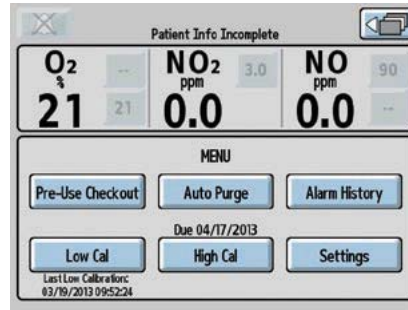 Patient Info Incomplete
O2 % -- NO2 ppm 3.0 NO ppm 90
21 21 0.0 0.0 --
MENU
Pre-Use Checkout Auto Purge Alarm History
Due 04/17/2013
Low Cal High Cal Settings
Last Low Calibration:
03/19/2013 09:52:24